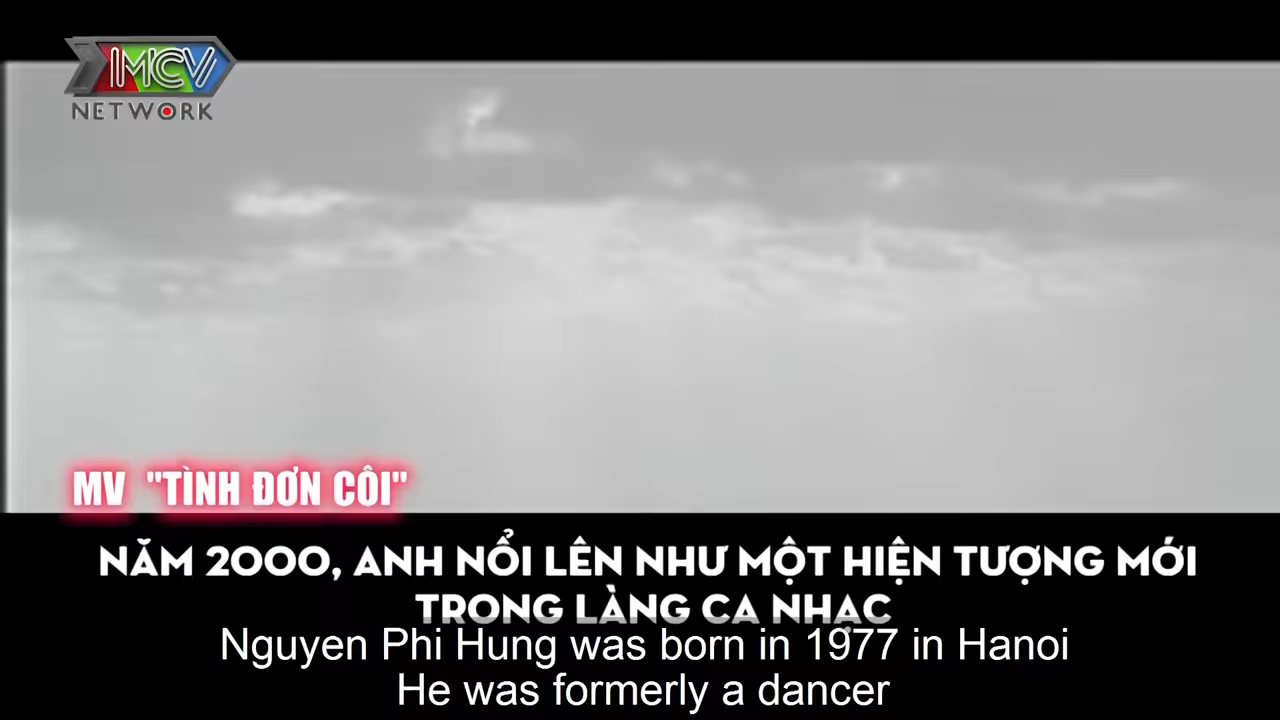 MCV
NETWORK
MV "TÌNH ĐƠN CÔI"
NĂM 2000, ANH NỔI LÊN NHƯ MỘT HIỆN TƯỢNG MỚI
TRONG LÀNG CA NHẠC
Nguyen Phi Hung was born in 1977 in Hanoi
He was formerly a dancer